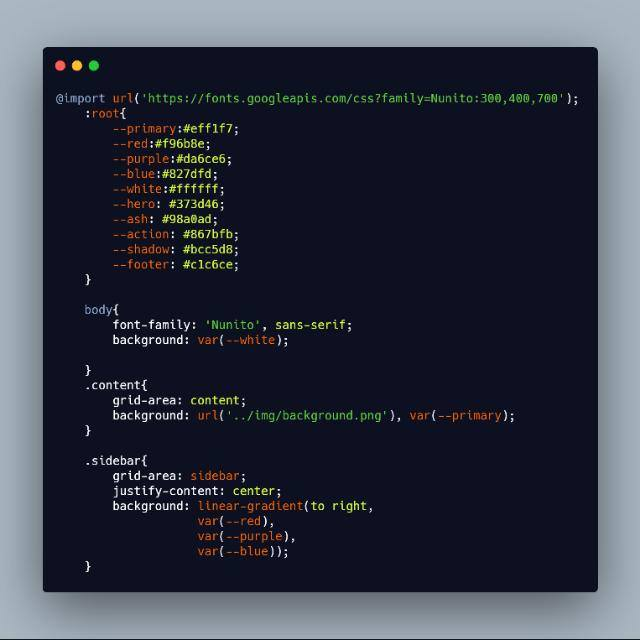 @import url('https://fonts.googleapis.com/css?family=Nunito:300,400,700');
:root{
--primary:#eff1f7;
--red:#f96b8e;
--purple:#da6ce6;
--blue:#827dfd;
--white:#ffffff;
--hero: #373d46;
--ash: #98a0ad;
--action: #867bfb;
--shadow: #bcc5d8;
--footer: #c1c6ce;
}
body{
font-family: 'Nunito', sans-serif;
background: var(--white);
}
.content{
grid-area: content;
background: url('../img/background.png'), var(--primary);
}
.sidebar{
grid-area: sidebar;
justify-content: center;
background: linear-gradient(to right,
var(--red),
var(--purple),
var(--blue));
}